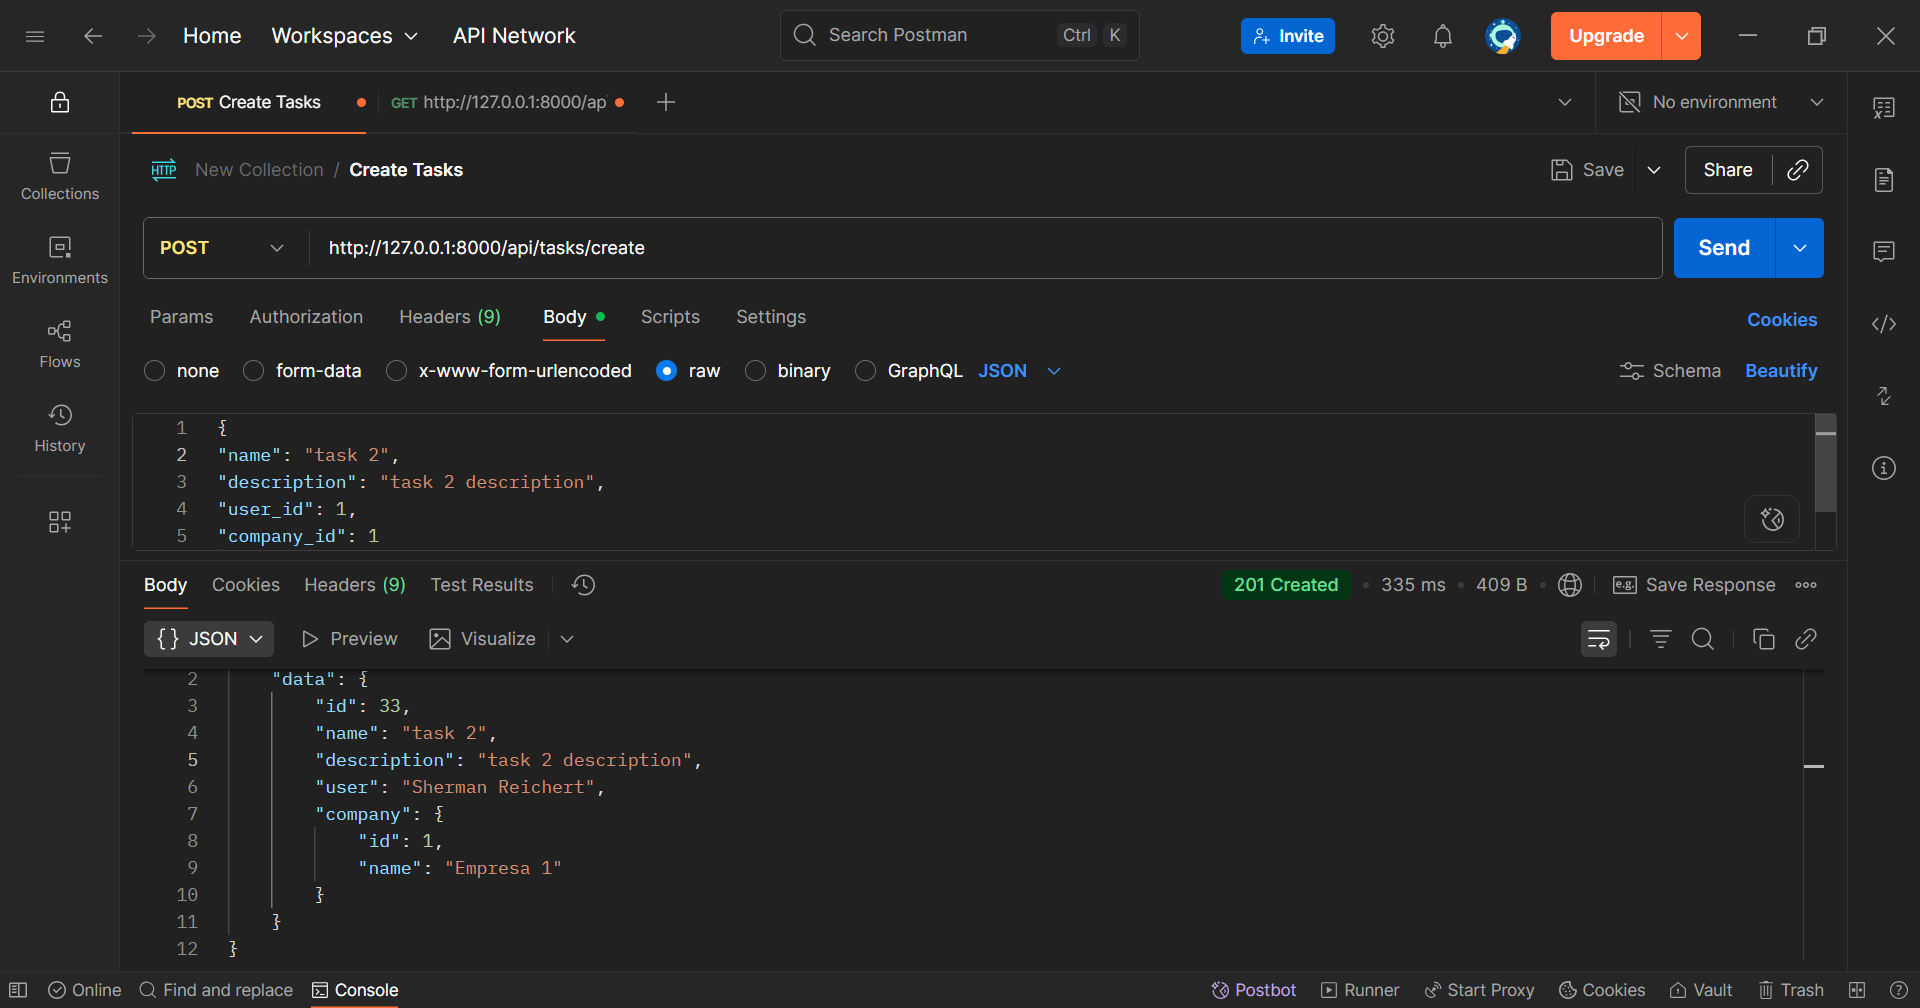 Home Workspaces API Network Search Postman Ctrl K Invite Upgrade
POST Create Tasks GET http://127.0.0.1:8000/ap No environment
HTTP New Collection / Create Tasks Save Share
POST http://127.0.0.1:8000/api/tasks/create Send
Collections
Environments
Flows
History
Params Authorization Headers (9) Body Scripts Settings Cookies
none form-data x-www-form-urlencoded raw binary GraphQL JSON Schema Beautify
1 {
2 "name": "task 2",
3 "description": "task 2 description",
4 "user_id": 1,
5 "company_id": 1
Body Cookies Headers (9) Test Results 201 Created • 335 ms • 409 B • e.g. Save Response
{} JSON Preview Visualize
2 "data": {
3 "id": 33,
4 "name": "task 2",
5 "description": "task 2 description",
6 "user": "Sherman Reichert",
7 "company": {
8 "id": 1,
9 "name": "Empresa 1"
10 }
11 }
12 }
Online Find and replace Console Postbot Runner Start Proxy Cookies Vault Trash